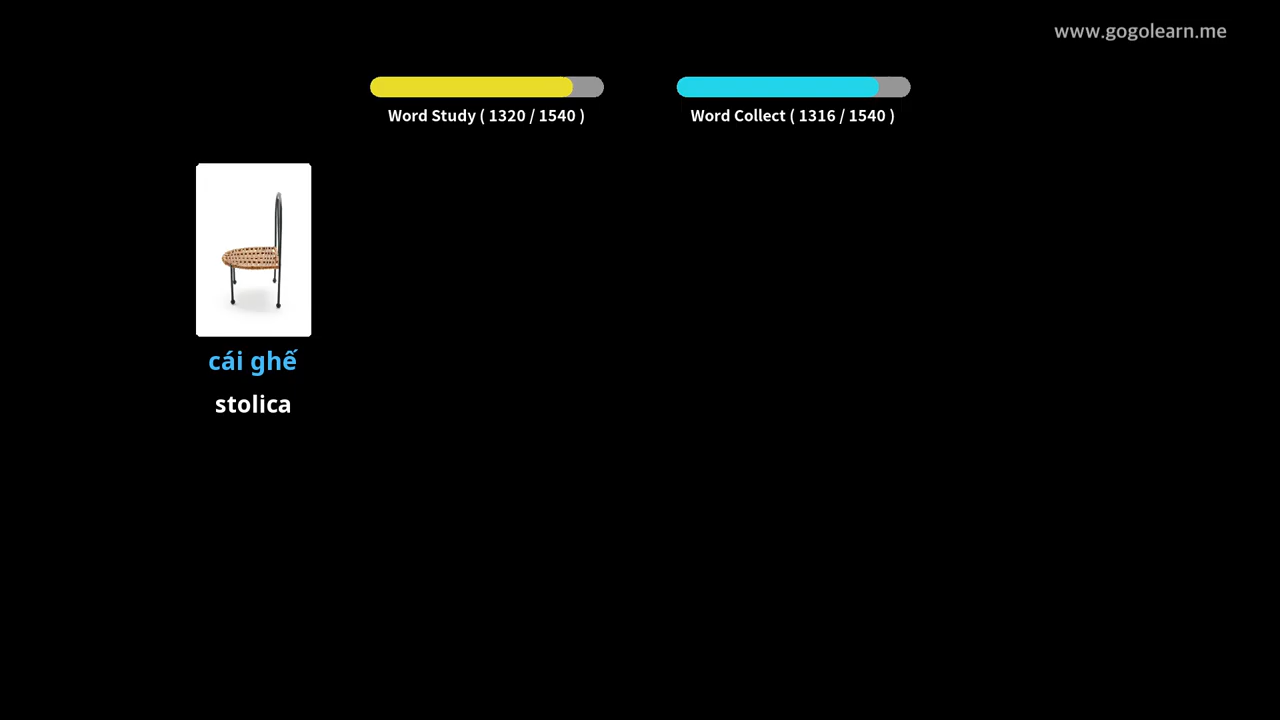 www.gogolearn.me
Word Study ( 1320 / 1540 )
Word Collect ( 1316 / 1540 )
cái ghế
stolica